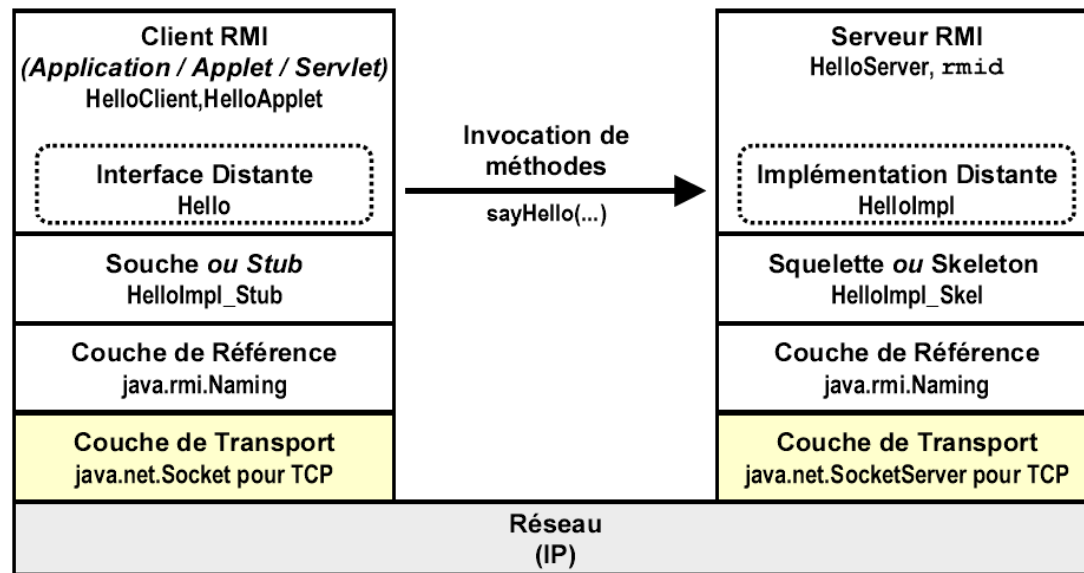 Client RMI
(Application / Applet / Servlet)
HelloClient,HelloApplet
Interface Distante
Hello
Souche ou Stub
HelloImpl_Stub
Couche de Référence
java.rmi.Naming
Couche de Transport
java.net.Socket pour TCP
Invocation de
méthodes
sayHello(...)
Serveur RMI
HelloServer, rmid
Implémentation Distante
HelloImpl
Squelette ou Skeleton
HelloImpl_Skel
Couche de Référence
java.rmi.Naming
Couche de Transport
java.net.SocketServer pour TCP
Réseau
(IP)